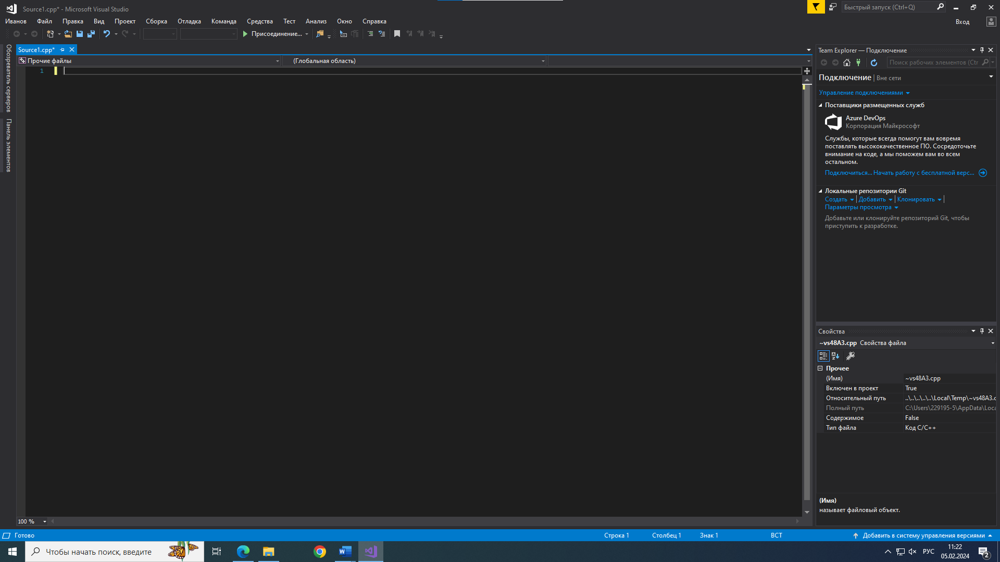 Source1.cpp* - Microsoft Visual Studio
Быстрый запуск (Ctrl+Q)
Иванов Файл Правка Вид Проект Сборка Отладка Команда Средства Тест Анализ Окно Справка
Вход
Присоединение...
Обозреватель серверов
Панель элементов
Source1.cpp*
Прочие файлы
(Глобальная область)
1
100 %
Team Explorer — Подключение
Поиск рабочих элементов (Ctr
Подключение | Вне сети
Управление подключениями
Поставщики размещенных служб
Azure DevOps
Корпорация Майкрософт
Службы, которые всегда помогут вам вовремя
поставлять высококачественное ПО. Сосредоточьте
внимание на коде, а мы поможем вам во всем
остальном.
Подключиться... Начать работу с бесплатной верс...
Локальные репозитории Git
Создать | Добавить | Клонировать |
Параметры просмотра
Добавьте или клонируйте репозиторий Git, чтобы
приступить к разработке.
Свойства
~vs48A3.cpp Свойства файла
Прочее
(Имя) ~vs48A3.cpp
Включен в проект True
Относительный путь ..\..\..\..\..\Local\Temp\~vs48A3.c
Полный путь C:\Users\229195-5\AppData\Loca
Содержимое False
Тип файла Код C/C++
(Имя)
называет файловый объект.
Готово
Строка 1 Столбец 1 Знак 1 ВСТ
Добавить в систему управления версиями
Чтобы начать поиск, введите
РУС
11:22
05.02.2024
2